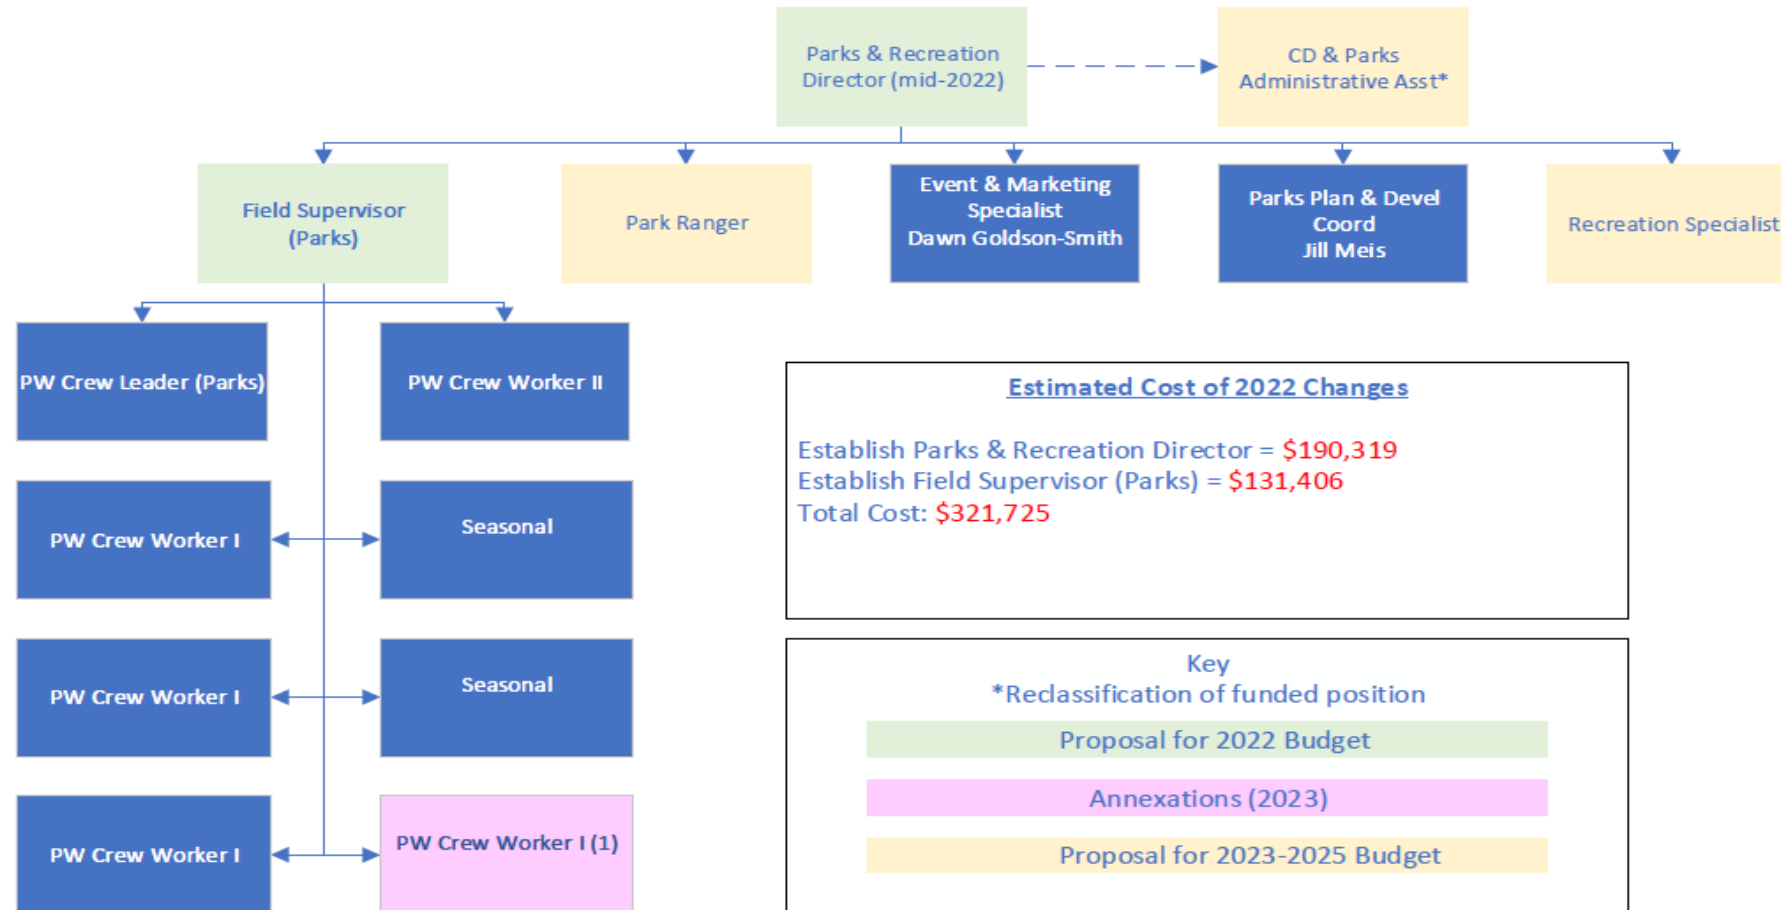 Parks & Recreation
Director (mid-2022)
CD & Parks
Administrative Asst*
Field Supervisor
(Parks)
Park Ranger
Event & Marketing
Specialist
Dawn Goldson-Smith
Parks Plan & Devel
Coord
Jill Meis
Recreation Specialist
PW Crew Leader (Parks)
PW Crew Worker II
PW Crew Worker I
Seasonal
PW Crew Worker I
Seasonal
PW Crew Worker I
PW Crew Worker I (1)
Estimated Cost of 2022 Changes
Establish Parks & Recreation Director = $190,319
Establish Field Supervisor (Parks) = $131,406
Total Cost: $321,725
Key
*Reclassification of funded position
Proposal for 2022 Budget
Annexations (2023)
Proposal for 2023-2025 Budget